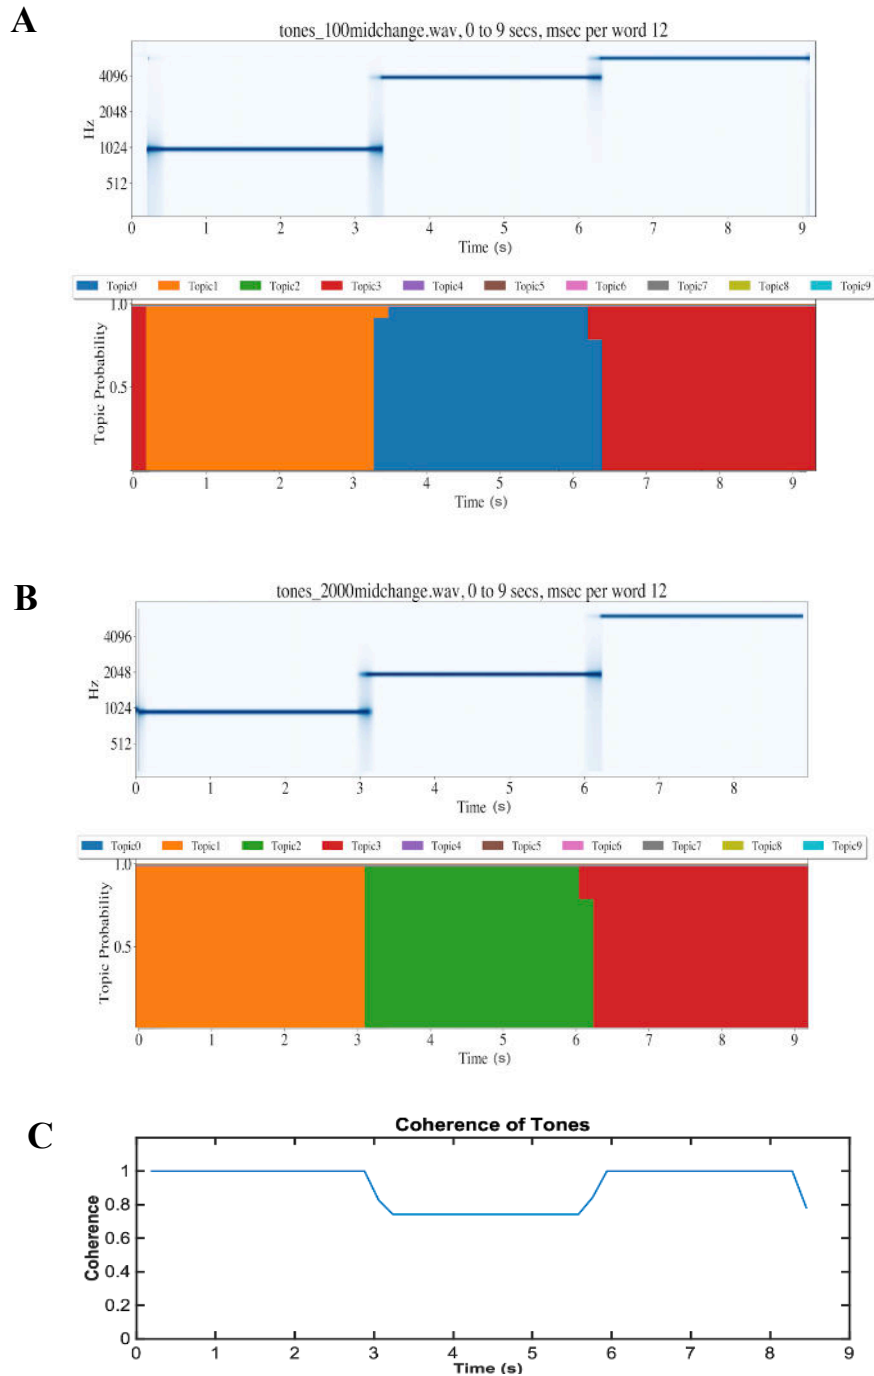 A
tones_100midchange.wav, 0 to 9 secs, msec per word 12
Hz
4096
2048
1024
512
0 1 2 3 4 5 6 7 8 9
Time (s)
Topic0 Topic1 Topic2 Topic3 Topic4 Topic5 Topic6 Topic7 Topic8 Topic9
Topic Probability
1.0
0.5
0 1 2 3 4 5 6 7 8 9
Time (s)
B
tones_2000midchange.wav, 0 to 9 secs, msec per word 12
Hz
4096
2048
1024
512
0 1 2 3 4 5 6 7 8
Time (s)
Topic0 Topic1 Topic2 Topic3 Topic4 Topic5 Topic6 Topic7 Topic8 Topic9
Topic Probability
1.0
0.5
0 1 2 3 4 5 6 7 8 9
Time (s)
C
Coherence of Tones
Coherence
1
0.8
0.6
0.4
0.2
0
0 1 2 3 4 5 6 7 8 9
Time (s)